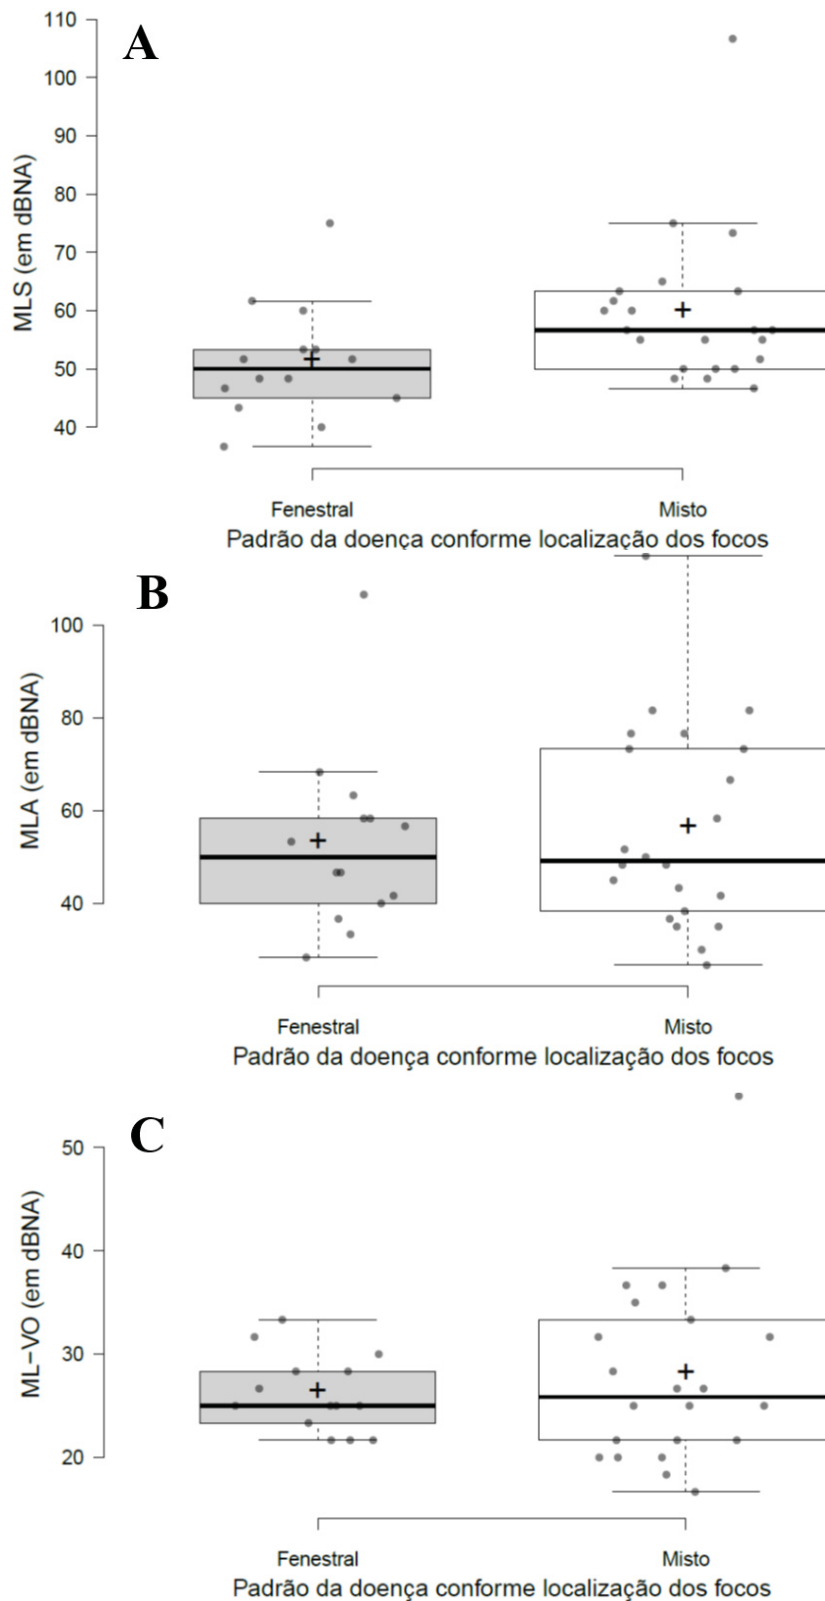 A
110
100
90
80
70
60
50
40
MLS (em dBNA)
Fenestral Misto
Padrão da doença conforme localização dos focos
B
100
80
60
40
MLA (em dBNA)
Fenestral Misto
Padrão da doença conforme localização dos focos
C
50
40
30
20
ML−VO (em dBNA)
Fenestral Misto
Padrão da doença conforme localização dos focos